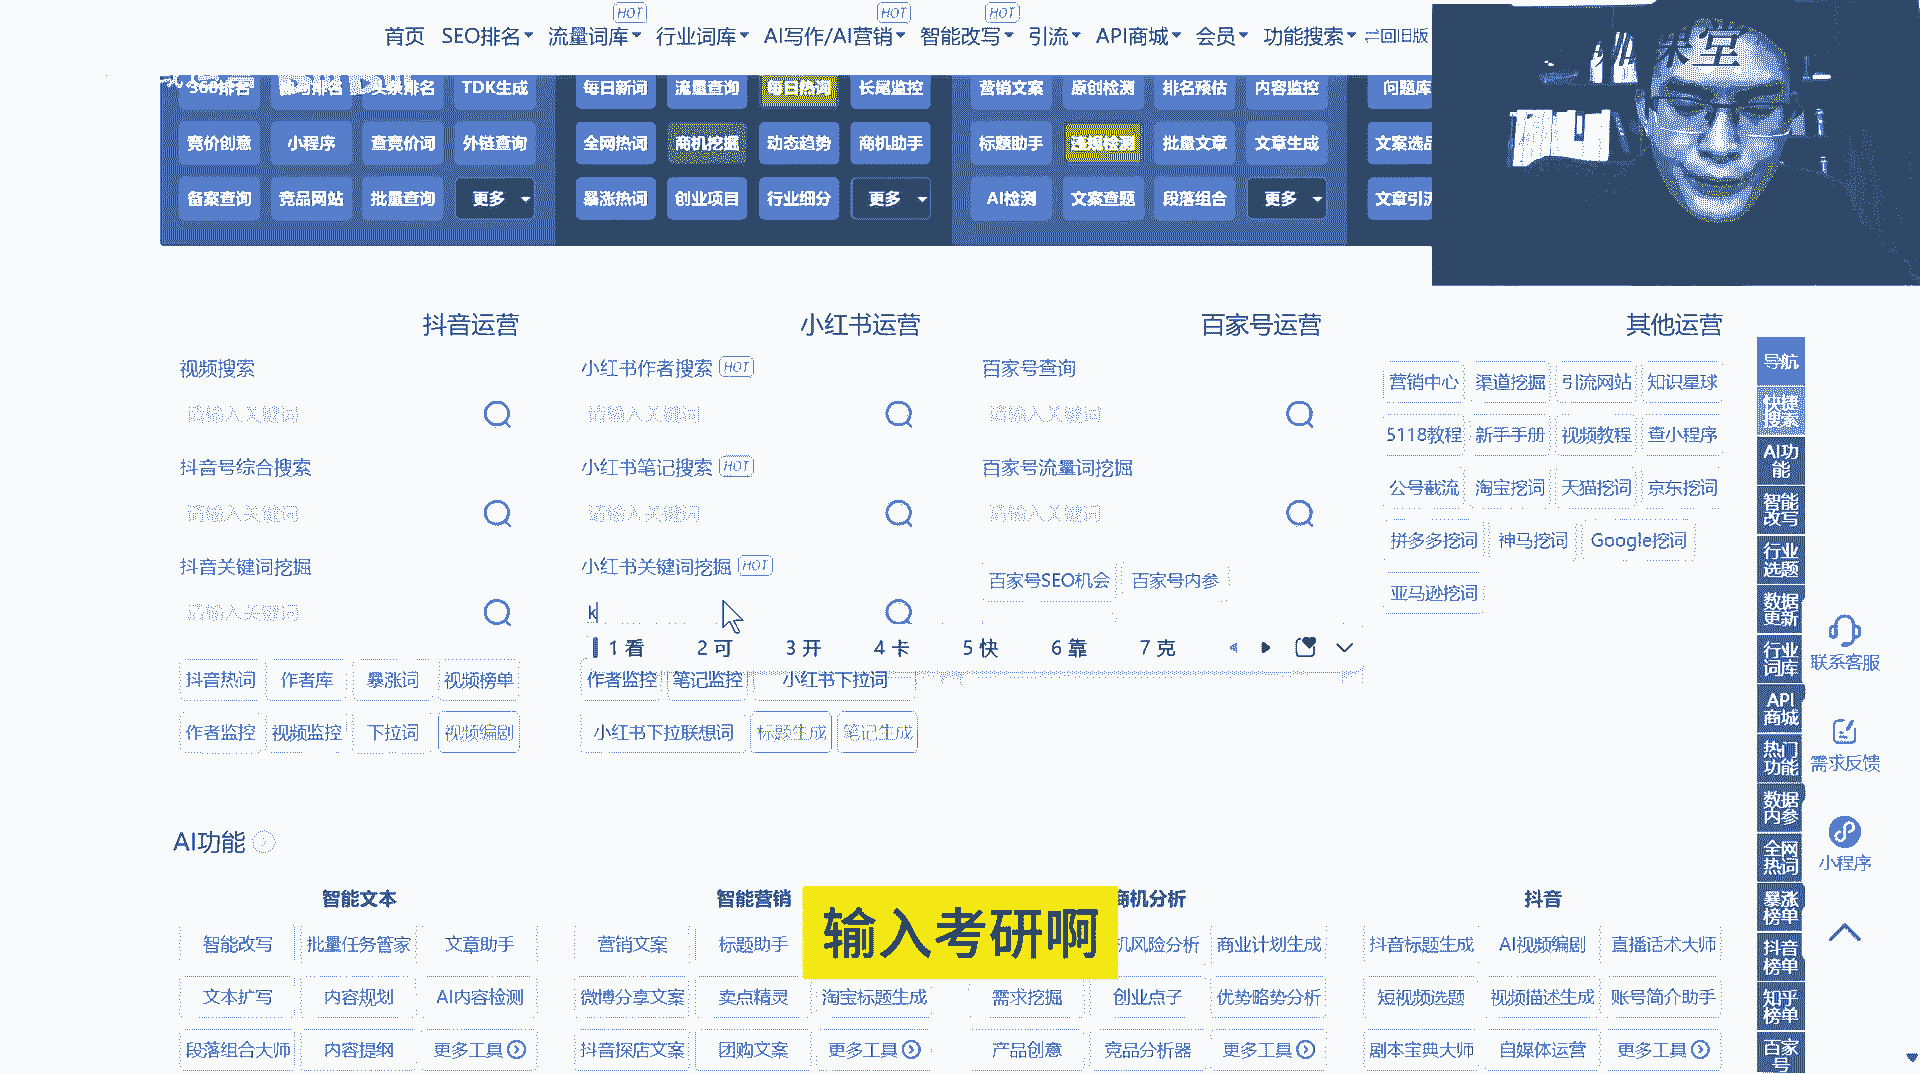 HOT HOT HOT
首页 SEO排名 流量词库 行业词库 AI写作/AI营销 智能改写 引流 API商城 会员 功能搜索 回旧版
360排名 头条排名 TDK生成 每日新词 流量查询 每日热词 长尾监控 营销文案 原创检测 排名预估 内容监控 问题库
竞价创意 小程序 查竞价词 外链查询 全网热词 商机挖掘 动态趋势 商机助手 标题助手 违规检测 批量文章 文章生成 文案选品
备案查询 竞品网站 批量查询 更多 暴涨热词 创业项目 行业细分 更多 AI检测 文案查题 段落组合 更多 文章引流
课堂
抖音运营 小红书运营 百家号运营 其他运营
视频搜索 小红书作者搜索 HOT 百家号查询 营销中心 渠道挖掘 引流网站 知识星球
请输入关键词 请输入关键词 请输入关键词 5118教程 新手手册 视频教程 查小程序
抖音号综合搜索 小红书笔记搜索 HOT 百家号流量词挖掘 公号截流 淘宝挖词 天猫挖词 京东挖词
请输入关键词 请输入关键词 请输入关键词 拼多多挖词 神马挖词 Google挖词
抖音关键词挖掘 小红书关键词挖掘 HOT 百家号SEO机会 百家号内参 亚马逊挖词
请输入关键词 k
1 看 2 可 3 开 4 卡 5 快 6 靠 7 克
抖音热词 作者库 暴涨词 视频榜单 作者监控 笔记监控 小红书下拉词
作者监控 视频监控 下拉词 视频编剧 小红书下拉联想词 标题生成 笔记生成
AI功能
智能文本 智能营销 商机分析 抖音
智能改写 批量任务管家 文章助手 营销文案 标题助手 机风险分析 商业计划生成 抖音标题生成 AI视频编剧 直播话术大师
输入考研啊
文本扩写 内容规划 AI内容检测 微博分享文案 卖点精灵 淘宝标题生成 需求挖掘 创业点子 优势略势分析 短视频选题 视频描述生成 账号简介助手
段落组合大师 内容提纲 更多工具 抖音探店文案 团购文案 更多工具 产品创意 竞品分析器 更多工具 剧本宝典大师 自媒体运营 更多工具
导航
快捷搜索
AI功能
智能改写
行业选题
数据更新
行业词库
API商城
热门功能
数据内参
全网热词
暴涨榜单
抖音榜单
知乎榜单
百家号
联系客服
需求反馈
小程序